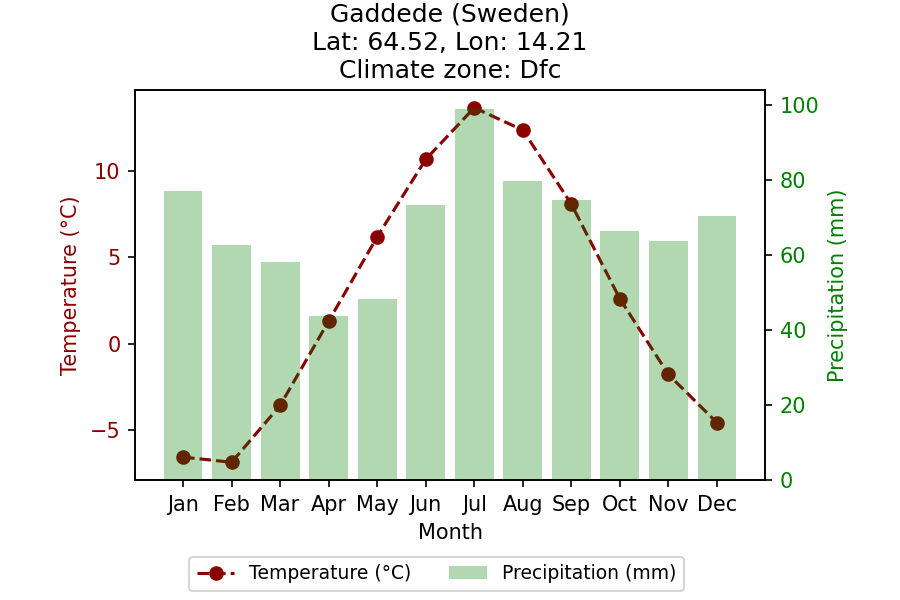 Gaddede (Sweden)
Lat: 64.52, Lon: 14.21
Climate zone: Dfc
Temperature (°C)
10
5
0
−5
Precipitation (mm)
100
80
60
40
20
0
Jan Feb Mar Apr May Jun Jul Aug Sep Oct Nov Dec
Month
Temperature (°C) Precipitation (mm)